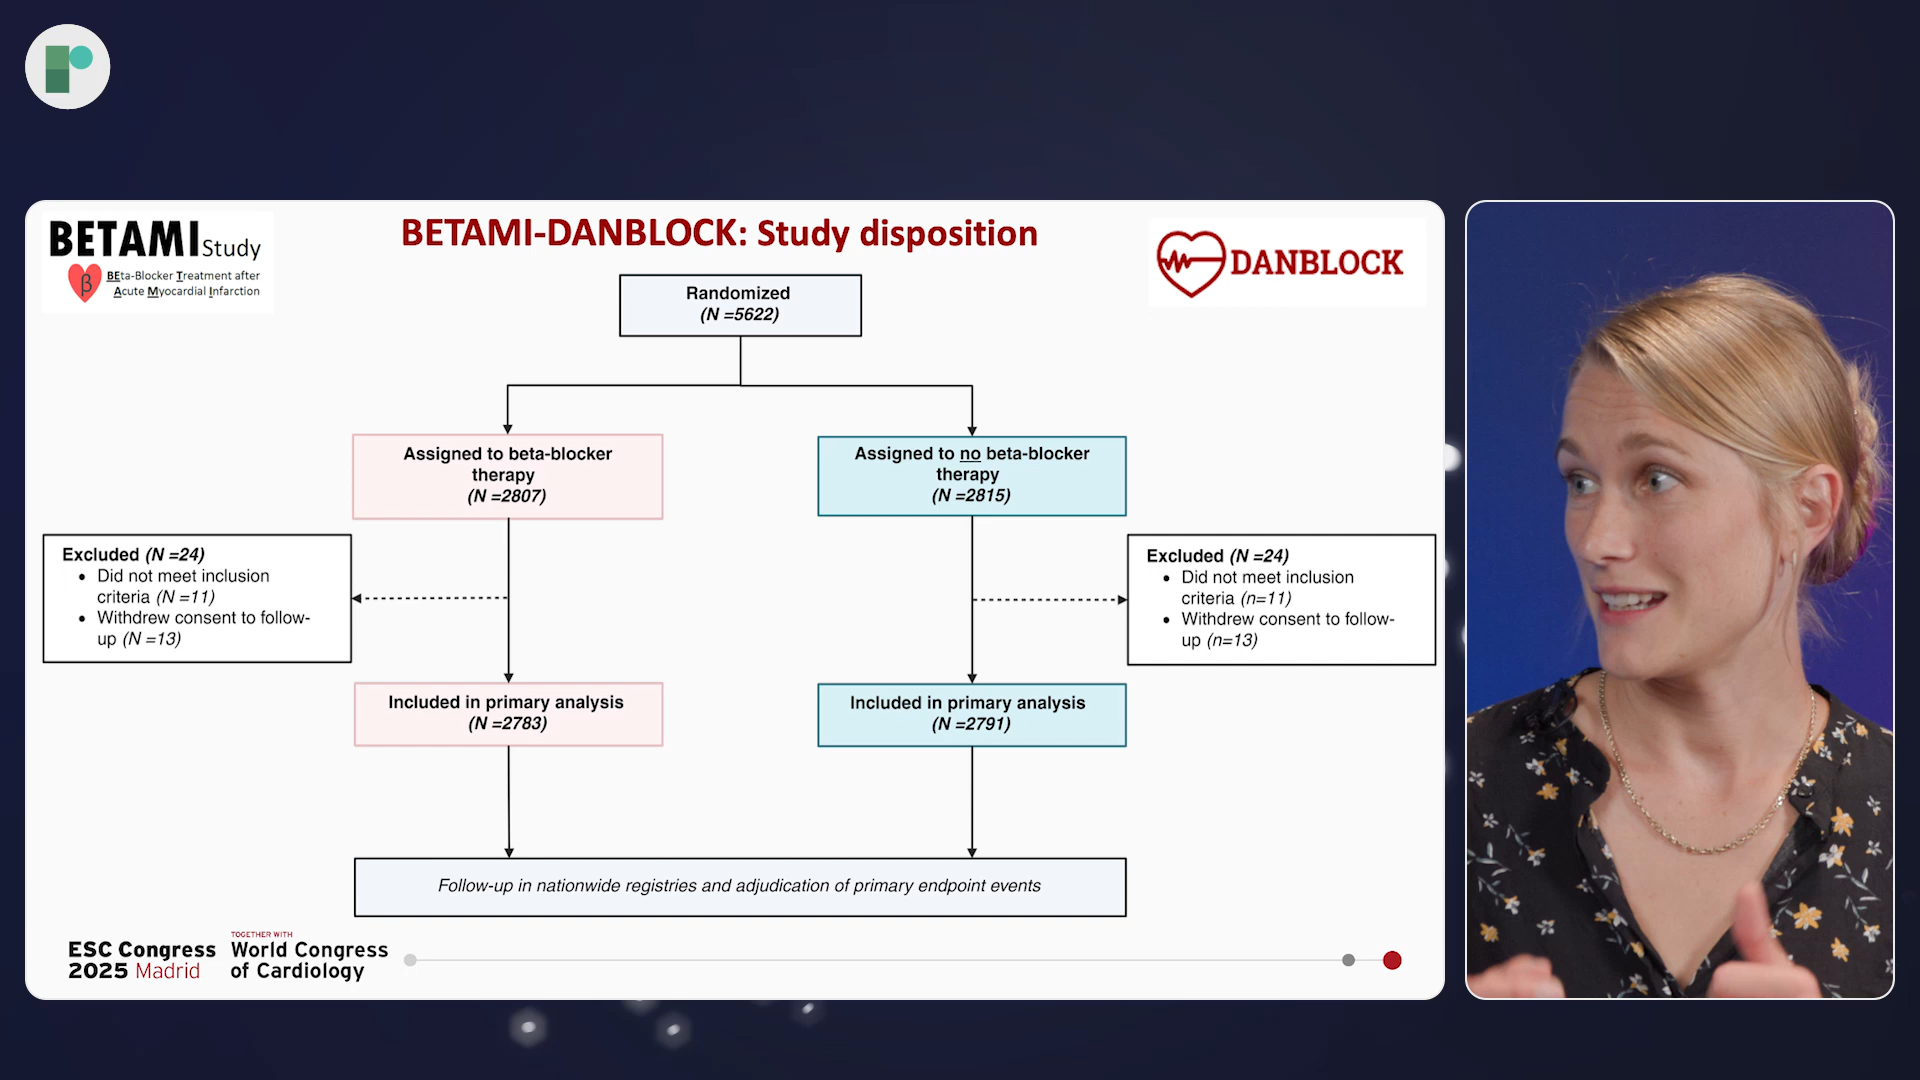 BETAMI Study
β
BEta-Blocker Treatment after
Acute Myocardial Infarction
BETAMI-DANBLOCK: Study disposition
DANBLOCK
Randomized
(N =5622)
Assigned to beta-blocker
therapy
(N =2807)
Assigned to no beta-blocker
therapy
(N =2815)
Excluded (N =24)
• Did not meet inclusion
criteria (N =11)
• Withdrew consent to follow-
up (N =13)
Excluded (N =24)
• Did not meet inclusion
criteria (n=11)
• Withdrew consent to follow-
up (n=13)
Included in primary analysis
(N =2783)
Included in primary analysis
(N =2791)
Follow-up in nationwide registries and adjudication of primary endpoint events
ESC Congress
2025 Madrid
TOGETHER WITH
World Congress
of Cardiology